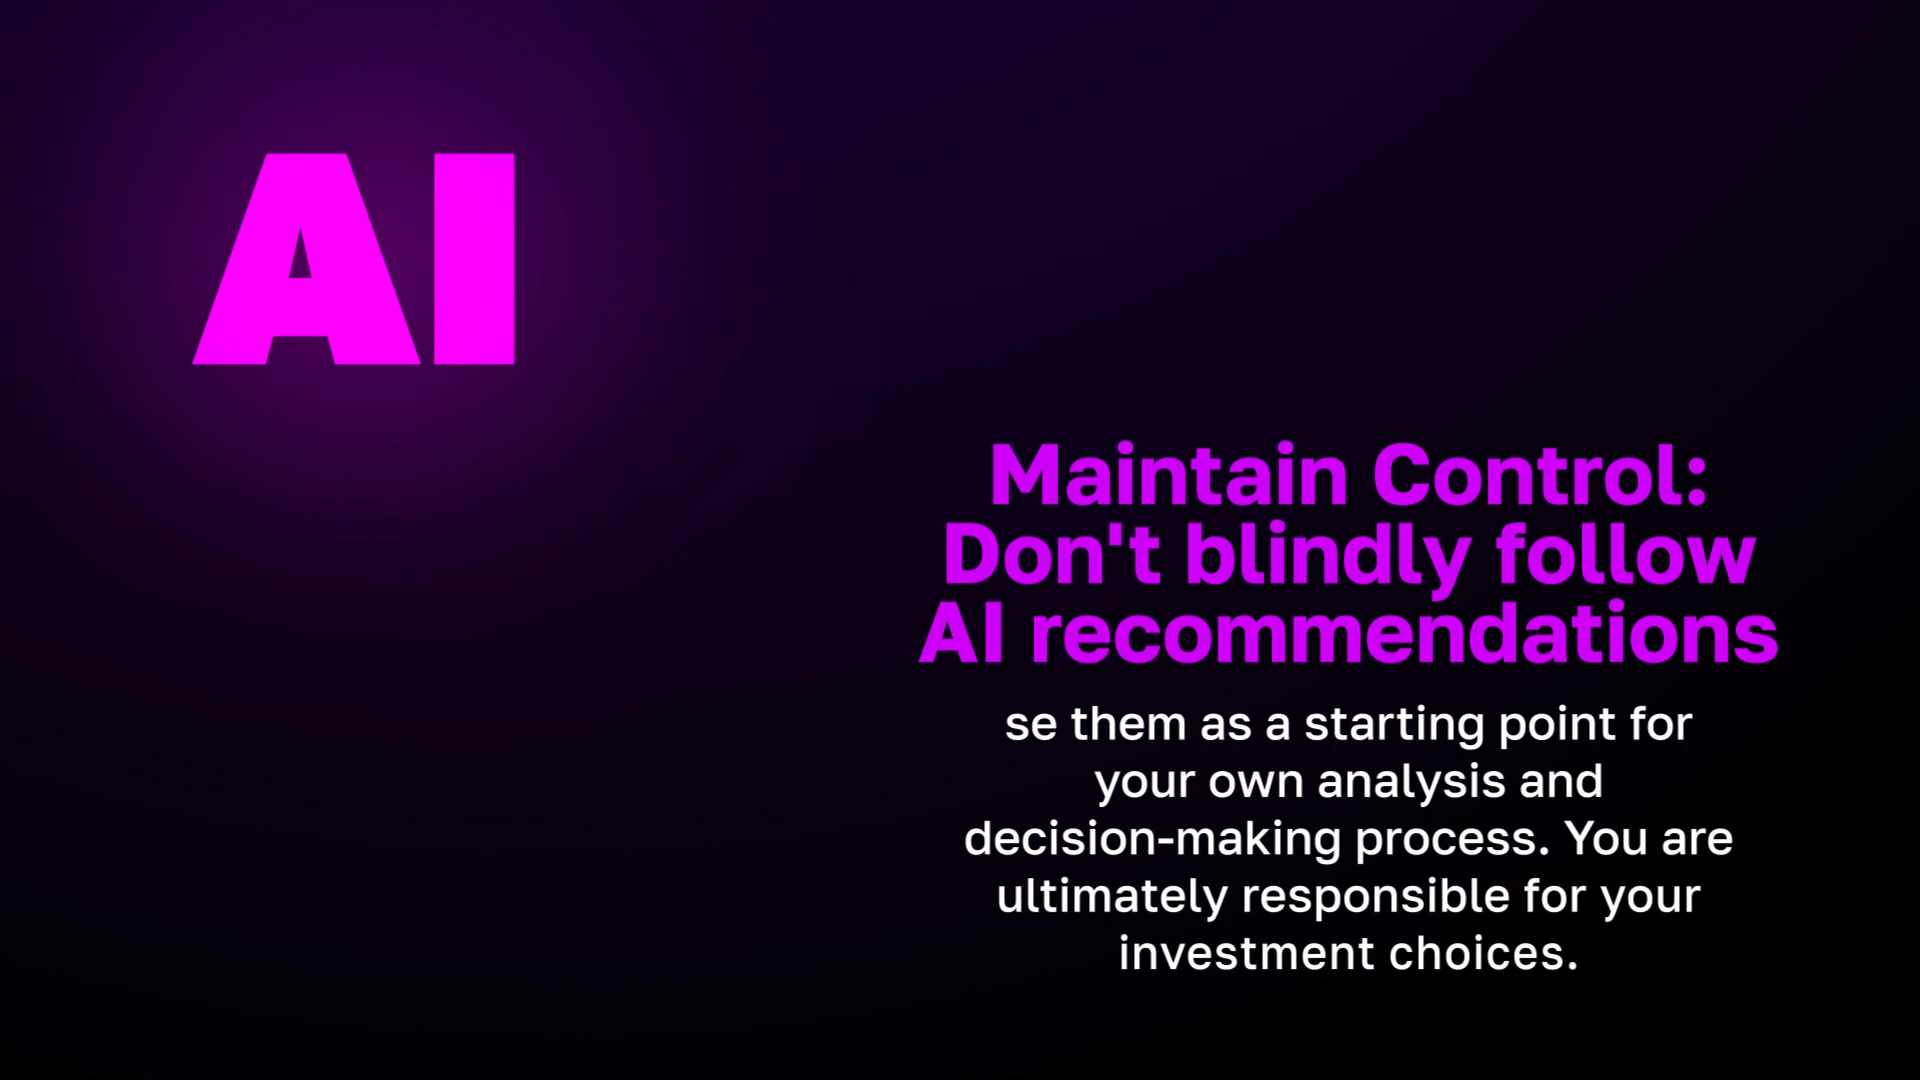 AI
Maintain Control:
Don't blindly follow
AI recommendations
se them as a starting point for
your own analysis and
decision-making process. You are
ultimately responsible for your
investment choices.